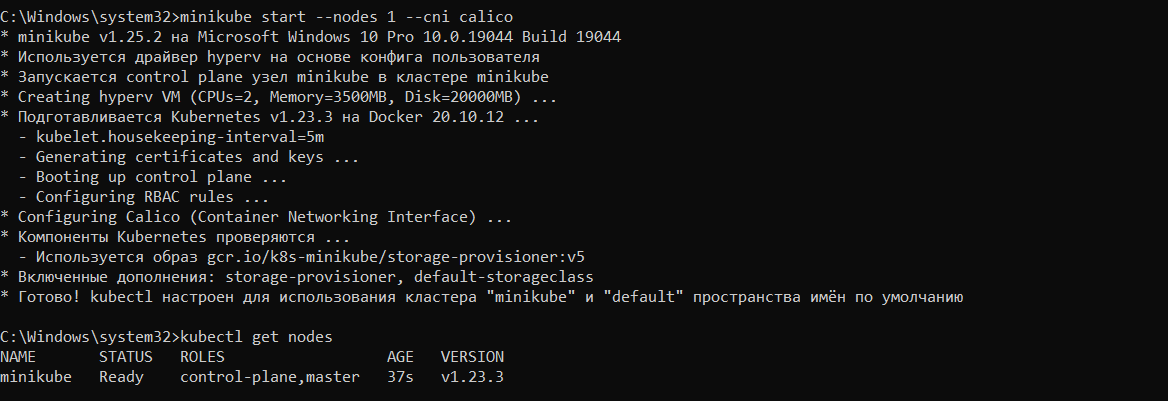 C:\Windows\system32>minikube start --nodes 1 --cni calico
* minikube v1.25.2 на Microsoft Windows 10 Pro 10.0.19044 Build 19044
* Используется драйвер hyperv на основе конфига пользователя
* Запускается control plane узел minikube в кластере minikube
* Creating hyperv VM (CPUs=2, Memory=3500MB, Disk=20000MB) ...
* Подготавливается Kubernetes v1.23.3 на Docker 20.10.12 ...
  - kubelet.housekeeping-interval=5m
  - Generating certificates and keys ...
  - Booting up control plane ...
  - Configuring RBAC rules ...
* Configuring Calico (Container Networking Interface) ...
* Компоненты Kubernetes проверяются ...
  - Используется образ gcr.io/k8s-minikube/storage-provisioner:v5
* Включенные дополнения: storage-provisioner, default-storageclass
* Готово! kubectl настроен для использования кластера "minikube" и "default" пространства имён по умолчанию
C:\Windows\system32>kubectl get nodes
NAME       STATUS   ROLES                  AGE   VERSION
minikube   Ready    control-plane,master   37s   v1.23.3